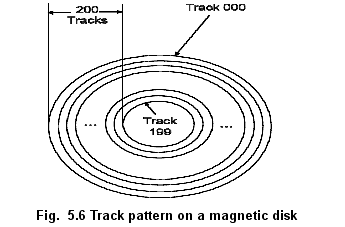 Track 000
200
Tracks
...
Track
199
...
Fig. 5.6 Track pattern on a magnetic disk